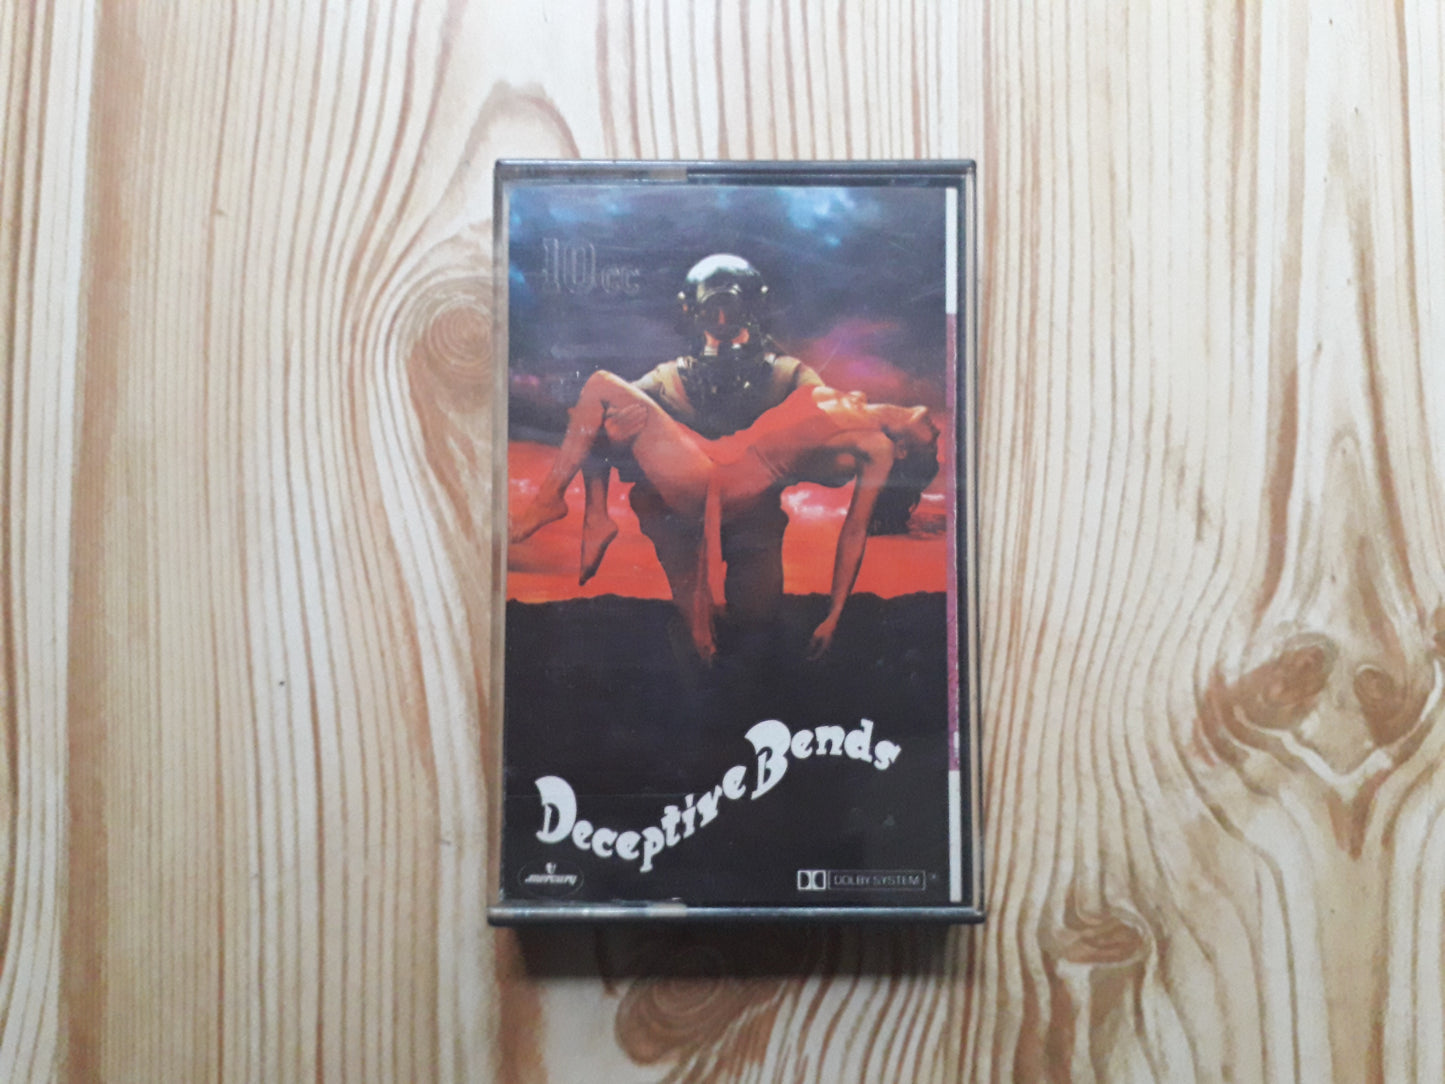 10cc
Deceptive Bends
mercury
DOLBY SYSTEM